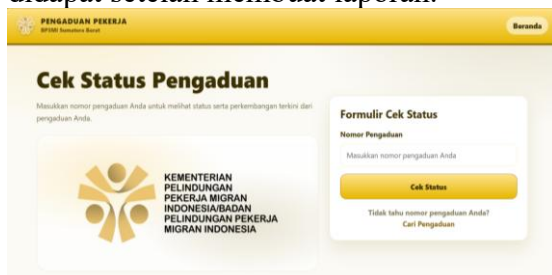 didapat setelah membuat laporan.
PENGADUAN PEKERJA
BP3MI Sumatera Barat
Beranda
Cek Status Pengaduan
Masukkan nomor pengaduan Anda untuk melihat status serta perkembangan terkini dari
pengaduan Anda.
KEMENTERIAN
PELINDUNGAN
PEKERJA MIGRAN
INDONESIA/BADAN
PELINDUNGAN PEKERJA
MIGRAN INDONESIA
Formulir Cek Status
Nomor Pengaduan
Masukkan nomor pengaduan Anda
Cek Status
Tidak tahu nomor pengaduan Anda?
Cari Pengaduan